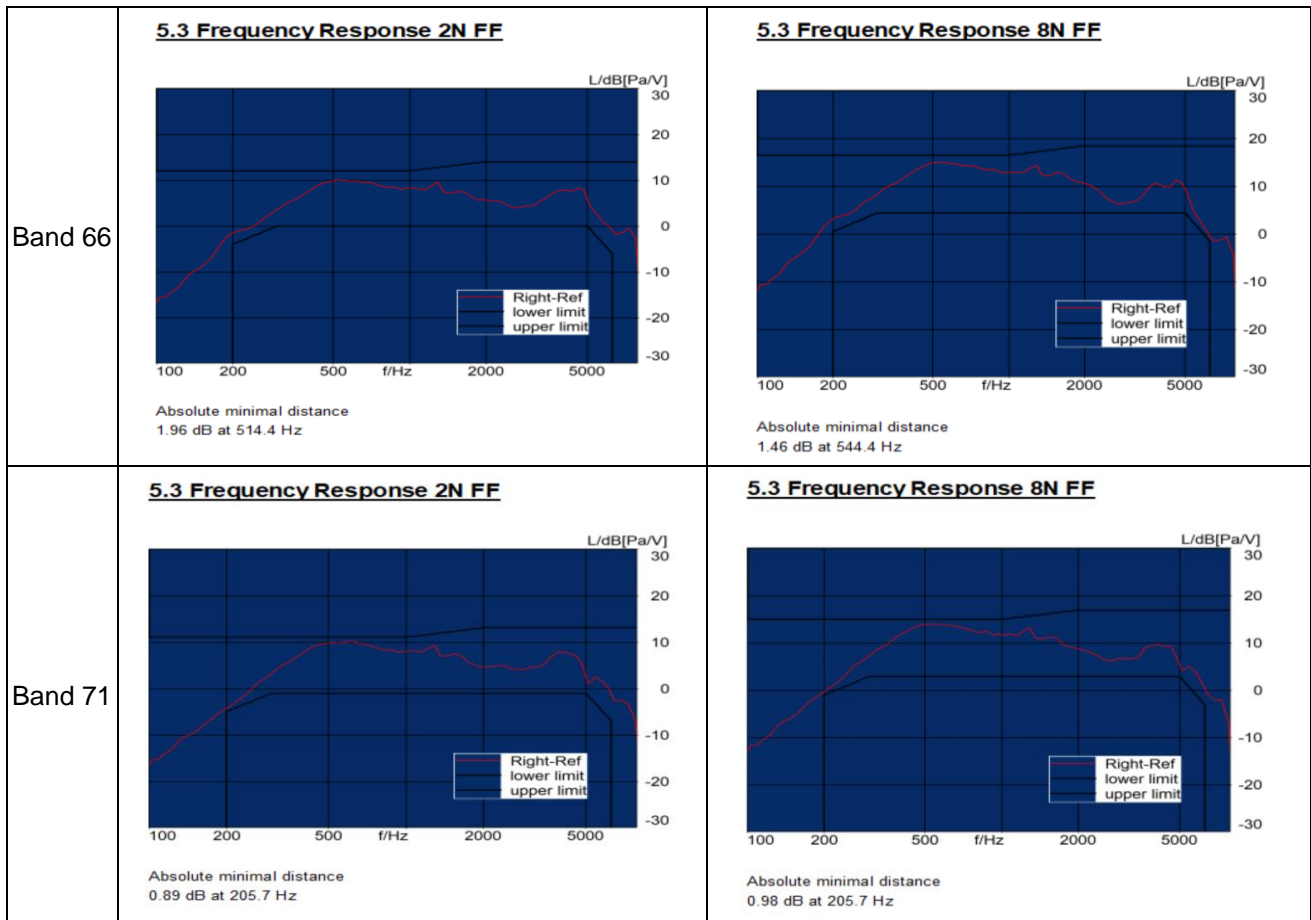 Band 66
5.3 Frequency Response 2N FF
L/dB[Pa/V]
30
20
10
0
-10
-20
-30
Right-Ref
lower limit
upper limit
100 200 500 f/Hz 2000 5000
Absolute minimal distance
1.96 dB at 514.4 Hz
5.3 Frequency Response 8N FF
L/dB[Pa/V]
30
20
10
0
-10
-20
-30
Right-Ref
lower limit
upper limit
100 200 500 f/Hz 2000 5000
Absolute minimal distance
1.46 dB at 544.4 Hz
Band 71
5.3 Frequency Response 2N FF
L/dB[Pa/V]
30
20
10
0
-10
-20
-30
Right-Ref
lower limit
upper limit
100 200 500 f/Hz 2000 5000
Absolute minimal distance
0.89 dB at 205.7 Hz
5.3 Frequency Response 8N FF
L/dB[Pa/V]
30
20
10
0
-10
-20
-30
Right-Ref
lower limit
upper limit
100 200 500 f/Hz 2000 5000
Absolute minimal distance
0.98 dB at 205.7 Hz